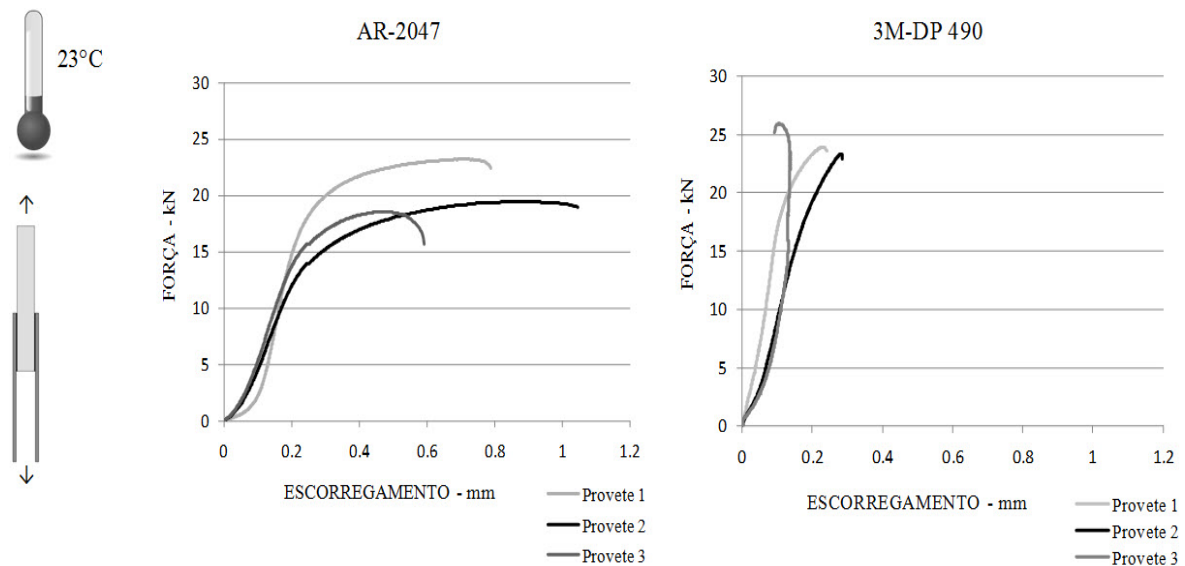 23°C
AR-2047
FORÇA - kN
30
25
20
15
10
5
0
0
0.2
0.4
0.6
0.8
1
1.2
ESCORREGAMENTO - mm
Provete 1
Provete 2
Provete 3
3M-DP 490
FORÇA - kN
30
25
20
15
10
5
0
0
0.2
0.4
0.6
0.8
1
1.2
ESCORREGAMENTO - mm
Provete 1
Provete 2
Provete 3